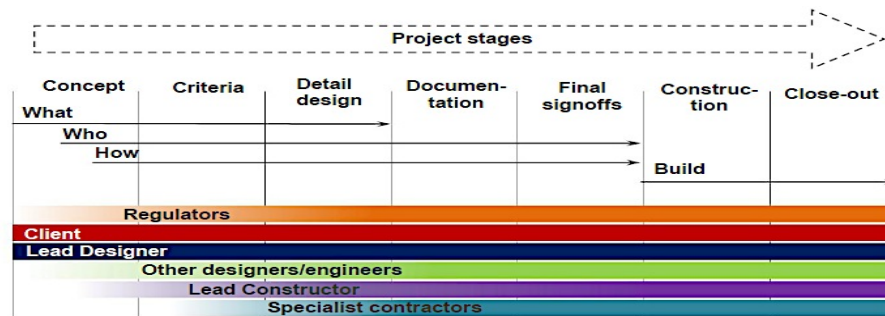 Project stages
Concept
Criteria
Detail
design
Documen-
tation
Final
signoffs
Construc-
tion
Close-out
What
Who
How
Build
Regulators
Client
Lead Designer
Other designers/engineers
Lead Constructor
Specialist contractors